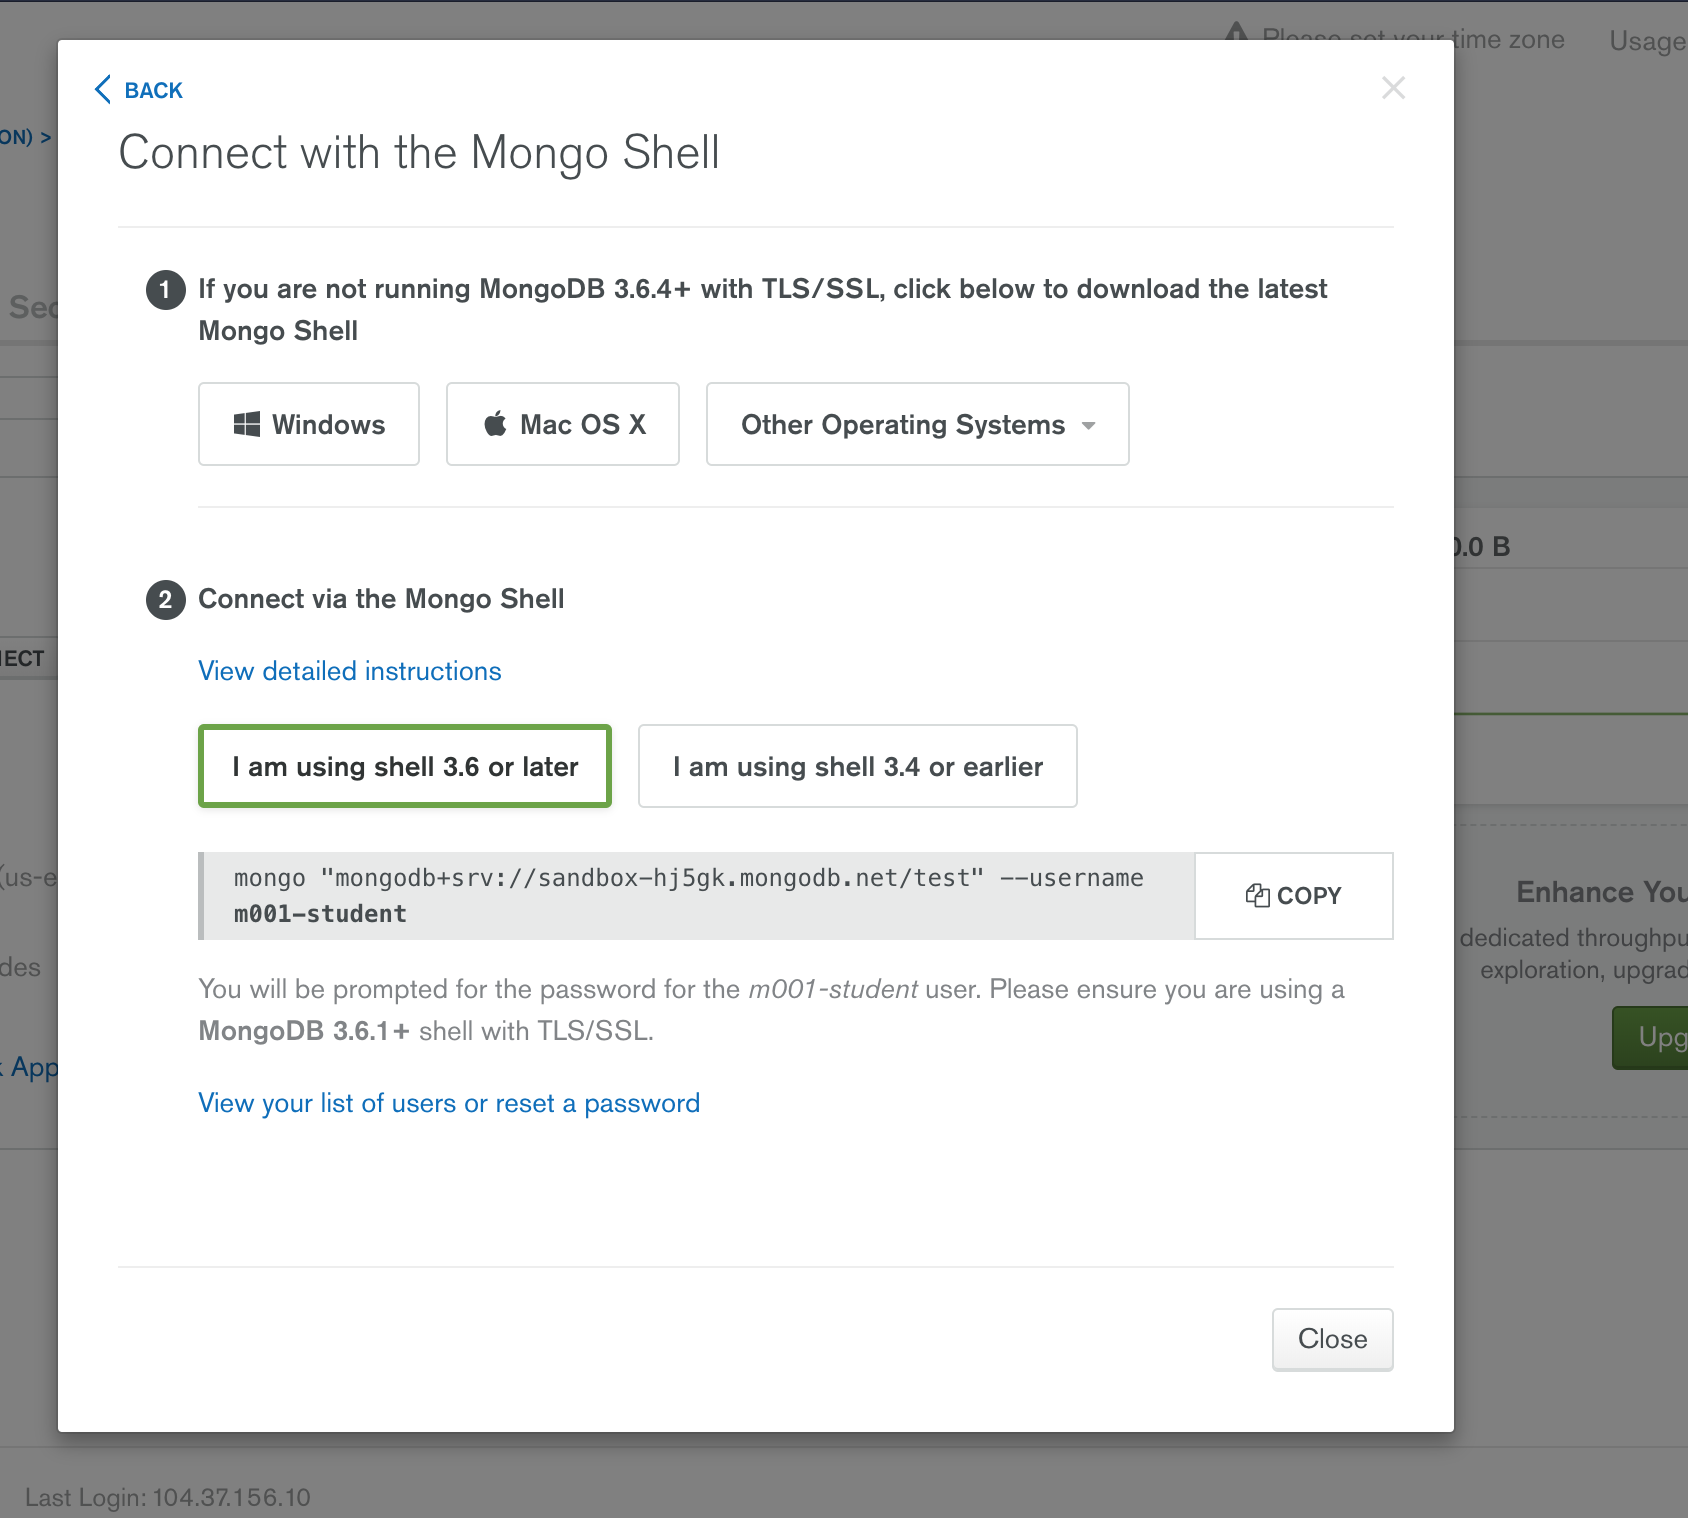 Please set your time zone
Usage
BACK
ON) >
Connect with the Mongo Shell
1 If you are not running MongoDB 3.6.4+ with TLS/SSL, click below to download the latest
Mongo Shell
Sec
Windows
Mac OS X
Other Operating Systems
0.0 B
2 Connect via the Mongo Shell
NECT
View detailed instructions
I am using shell 3.6 or later
I am using shell 3.4 or earlier
mongo "mongodb+srv://sandbox-hj5gk.mongodb.net/test" --username
m001-student
COPY
(us-e
Enhance You
dedicated throughpu
exploration, upgrad
des
You will be prompted for the password for the m001-student user. Please ensure you are using a
MongoDB 3.6.1+ shell with TLS/SSL.
Upg
k App
View your list of users or reset a password
Close
Last Login: 104.37.156.10